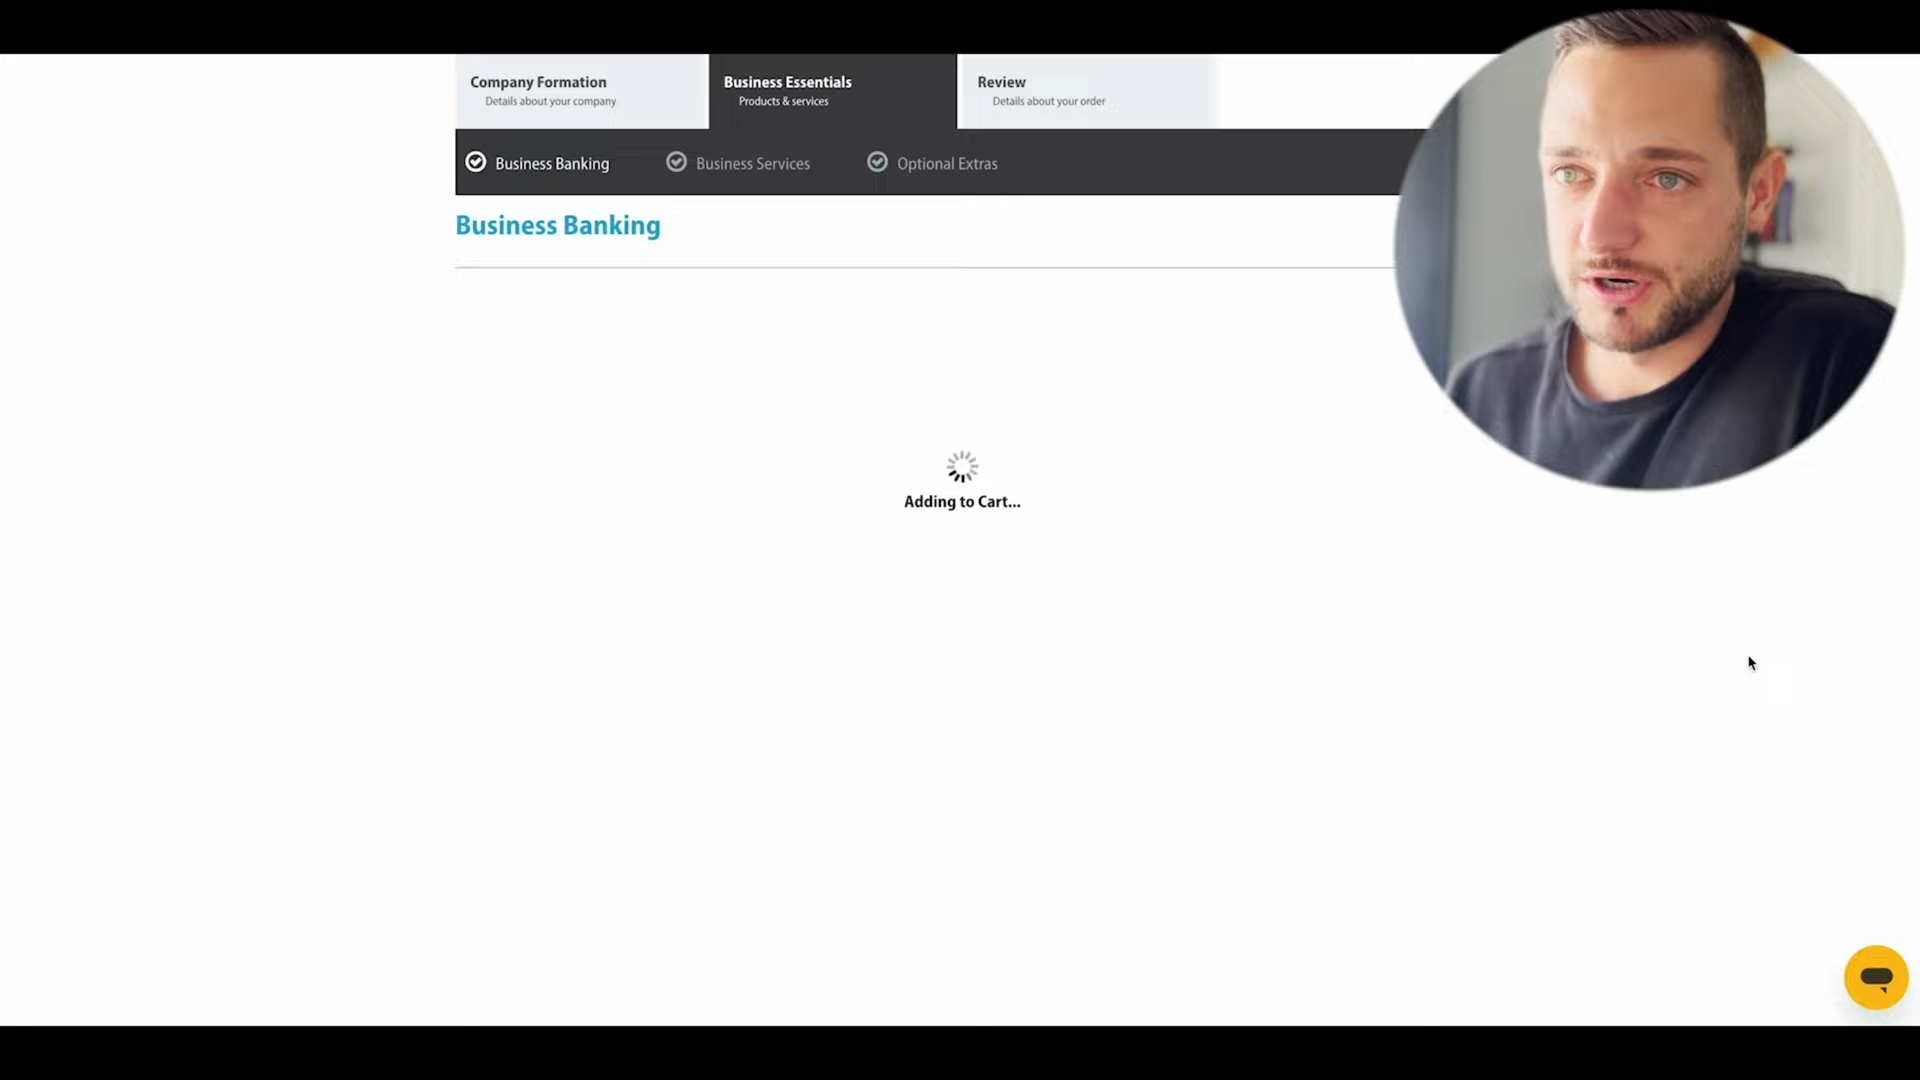 Company Formation
Details about your company
Business Essentials
Products & services
Review
Details about your order
Business Banking
Business Services
Optional Extras
Business Banking
Adding to Cart...